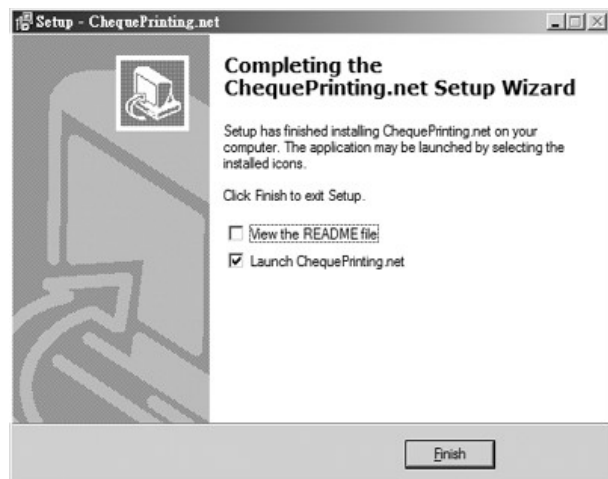 Setup - ChequePrinting.net
Completing the
ChequePrinting.net Setup Wizard
Setup has finished installing ChequePrinting.net on your
computer. The application may be launched by selecting the
installed icons.
Click Finish to exit Setup.
View the README file
Launch ChequePrinting.net
Finish